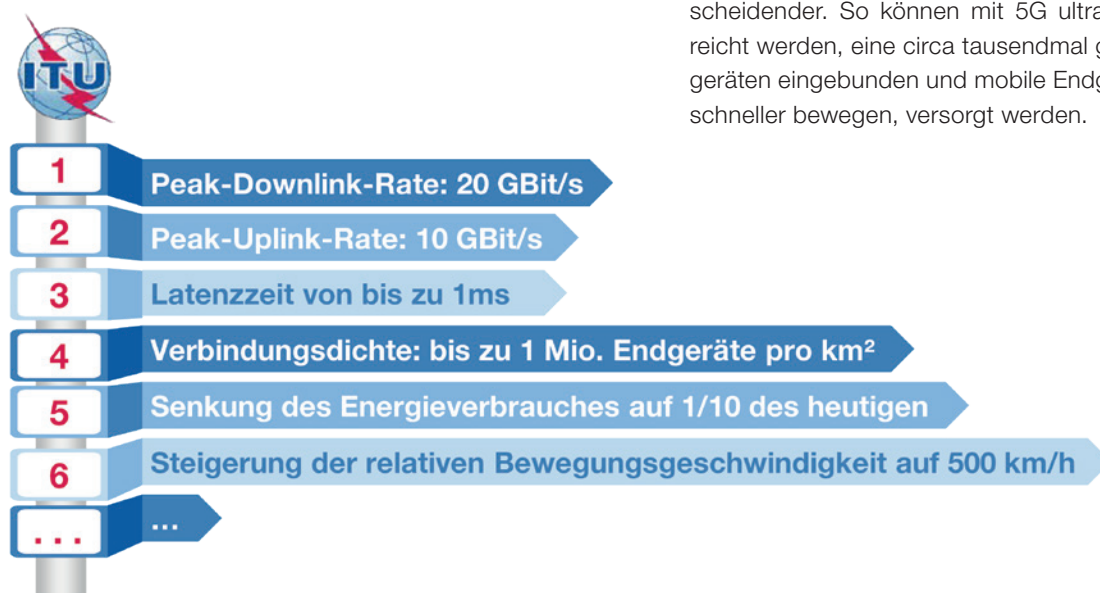 scheidender. So können mit 5G ultra
reicht werden, eine circa tausendmal
geräten eingebunden und mobile
schneller bewegen, versorgt werden.
ITU
1 Peak-Downlink-Rate: 20 GBit/s
2 Peak-Uplink-Rate: 10 GBit/s
3 Latenzzeit von bis zu 1ms
4 Verbindungsdichte: bis zu 1 Mio. Endgeräte pro km²
5 Senkung des Energieverbrauches auf 1/10 des heutigen
6 Steigerung der relativen Bewegungsgeschwindigkeit auf 500 km/h
... ...